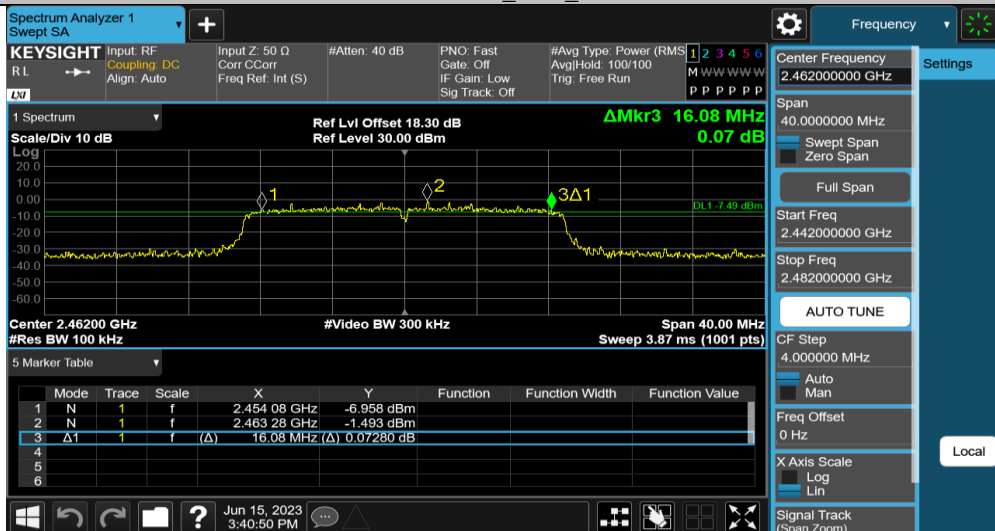 Spectrum Analyzer 1
Swept SA
Frequency
KEYSIGHT
RL
LXI
Input: RF
Coupling: DC
Align: Auto
Input Z: 50 Ω
Corr CCorr
Freq Ref: Int (S)
#Atten: 40 dB
PNO: Fast
Gate: Off
IF Gain: Low
Sig Track: Off
#Avg Type: Power (RMS
Avg|Hold: 100/100
Trig: Free Run
1 2 3 4 5 6
M W W W W W
P P P P P P
1 Spectrum
Scale/Div 10 dB
Ref Lvl Offset 18.30 dB
Ref Level 30.00 dBm
ΔMkr3 16.08 MHz
0.07 dB
Log
20.0
10.0
0.00
-10.0
-20.0
-30.0
-40.0
-50.0
-60.0
1
2
3Δ1
DL1 -7.49 dBm
Center 2.46200 GHz
#Video BW 300 kHz
Span 40.00 MHz
#Res BW 100 kHz
Sweep 3.87 ms (1001 pts)
5 Marker Table
Mode Trace Scale X Y Function Function Width Function Value
1 N 1 f 2.454 08 GHz -6.958 dBm
2 N 1 f 2.463 28 GHz -1.493 dBm
3 Δ1 1 f (Δ) 16.08 MHz (Δ) 0.07280 dB
4
5
6
Jun 15, 2023
3:40:50 PM
Center Frequency
2.462000000 GHz
Settings
Span
40.0000000 MHz
Swept Span
Zero Span
Full Span
Start Freq
2.442000000 GHz
Stop Freq
2.482000000 GHz
AUTO TUNE
CF Step
4.000000 MHz
Auto
Man
Freq Offset
0 Hz
Local
X Axis Scale
Log
Lin
Signal Track
(Span Zoom)